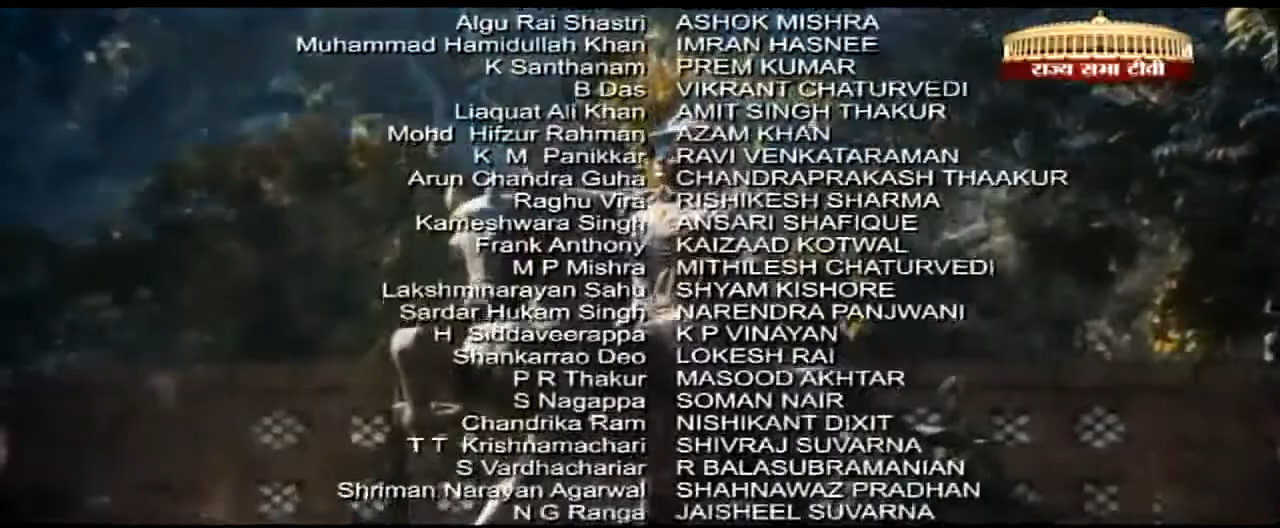 Algu Rai Shastri ASHOK MISHRA
Muhammad Hamidullah Khan IMRAN HASNEE
K Santhanam PREM KUMAR
B Das VIKRANT CHATURVEDI
Liaquat Ali Khan AMIT SINGH THAKUR
Mohd Hifzur Rahman AZAM KHAN
K M Panikkar RAVI VENKATARAMAN
Arun Chandra Guha CHANDRAPRAKASH THAAKUR
Raghu Vira RISHIKESH SHARMA
Kameshwara Singh ANSARI SHAFIQUE
Frank Anthony KAIZAAD KOTWAL
M P Mishra MITHILESH CHATURVEDI
Lakshminarayan Sahu SHYAM KISHORE
Sardar Hukam Singh NARENDRA PANJWANI
H Siddaveerappa K P VINAYAN
Shankarrao Deo LOKESH RAI
P R Thakur MASOOD AKHTAR
S Nagappa SOMAN NAIR
Chandrika Ram NISHIKANT DIXIT
T T Krishnamachari SHIVRAJ SUVARNA
S Vardhachariar R BALASUBRAMANIAN
Shriman Narayan Agarwal SHAHNAWAZ PRADHAN
N G Ranga JAISHEEL SUVARNA
राज्य सभा टीवी